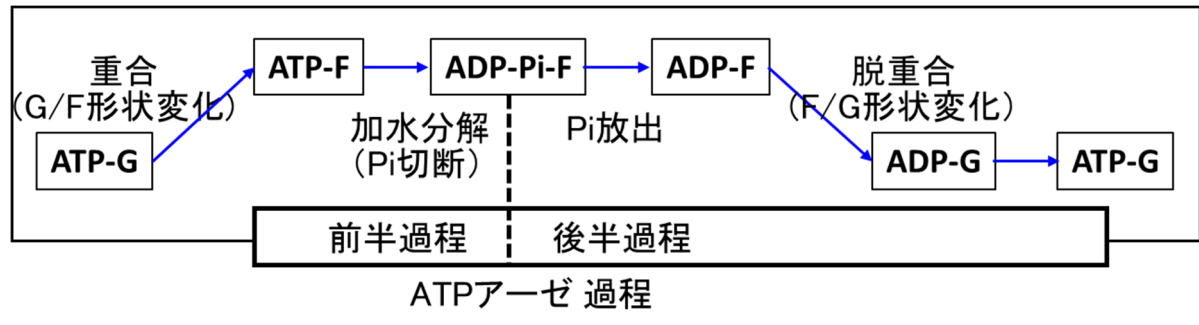 重合
(G/F形状変化)
ATP-G
ATP-F
ADP-Pi-F
ADP-F
加水分解
(Pi切断)
Pi放出
脱重合
(F/G形状変化)
ADP-G
ATP-G
前半過程
後半過程
ATPアーゼ 過程